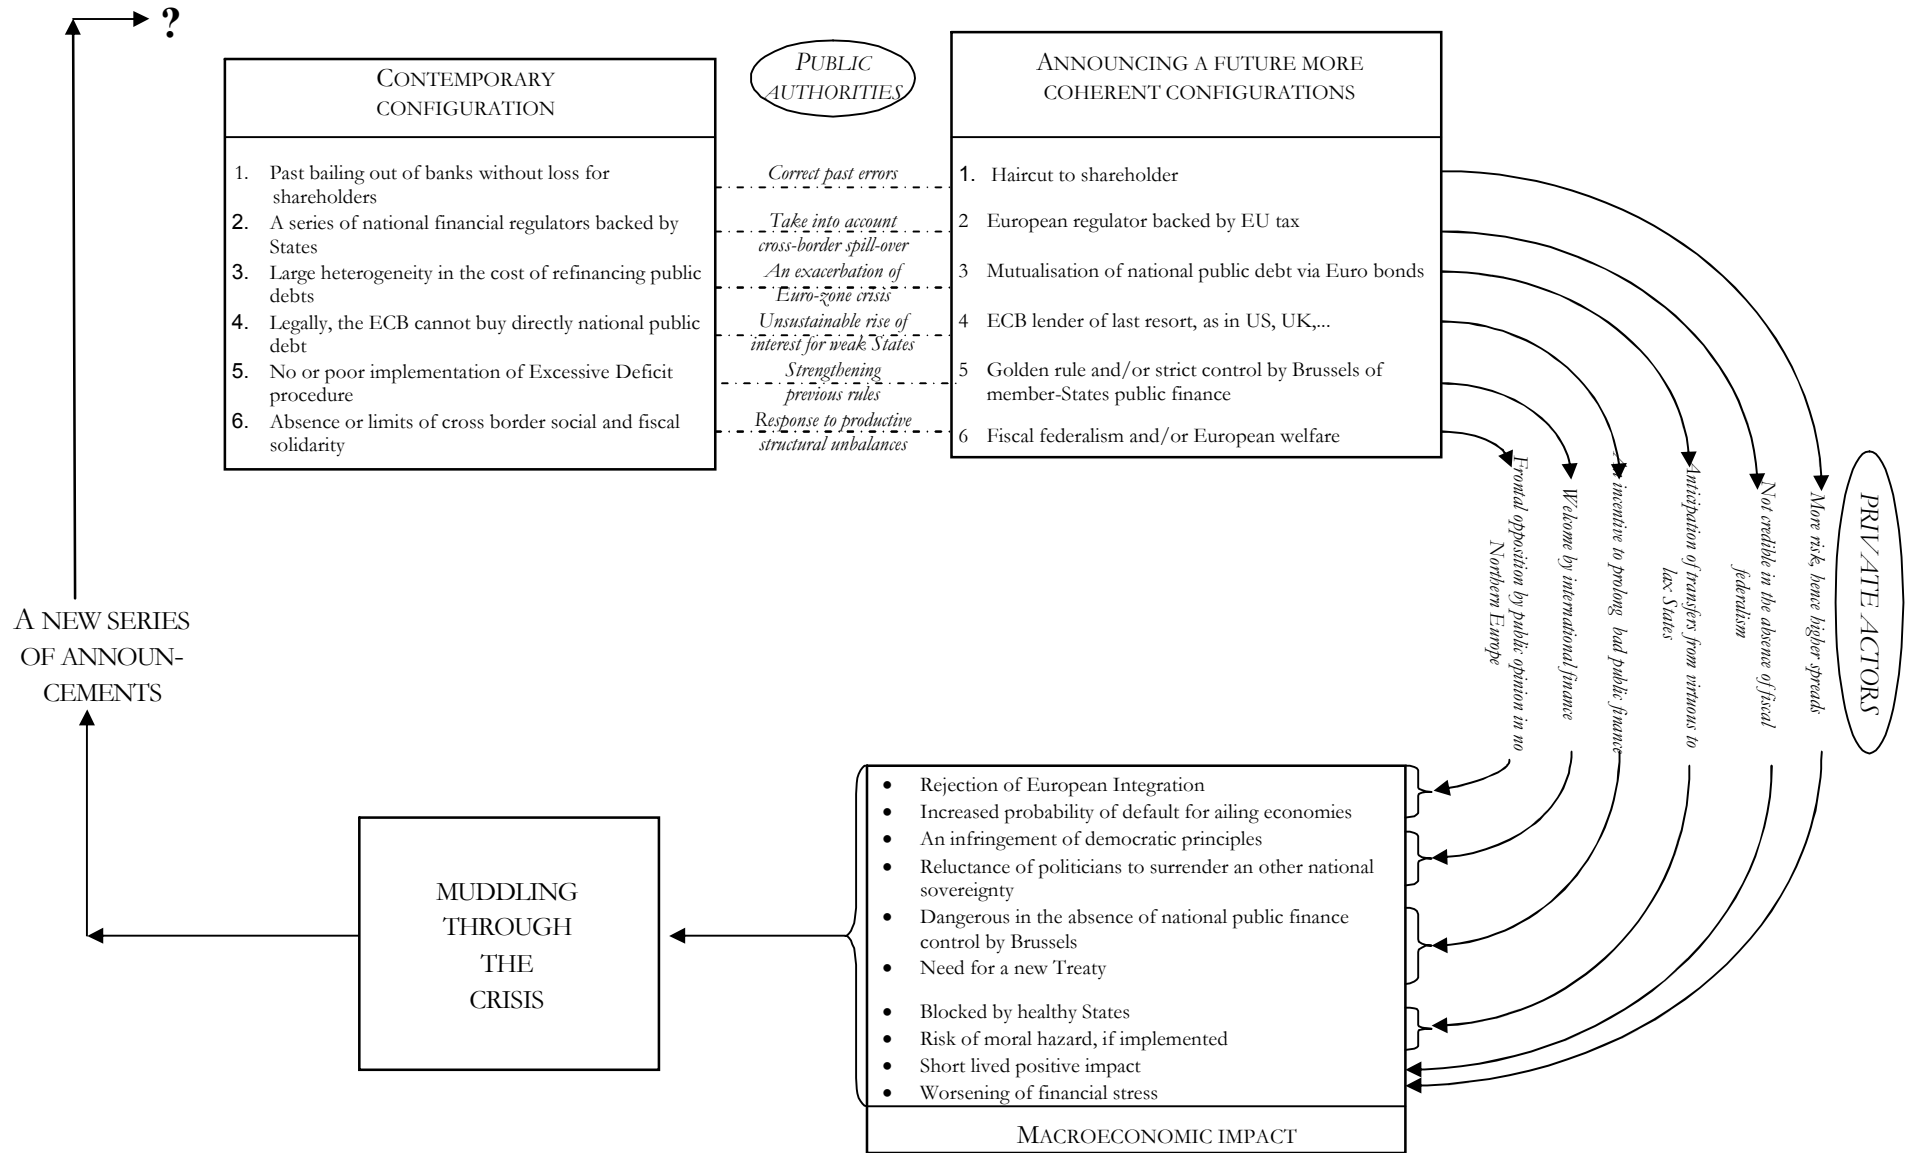 ?
CONTEMPORARY
CONFIGURATION
1. Past bailing out of banks without loss for
shareholders
2. A series of national financial regulators backed by
States
3. Large heterogeneity in the cost of refinancing public
debts
4. Legally, the ECB cannot buy directly national public
debt
5. No or poor implementation of Excessive Deficit
procedure
6. Absence or limits of cross border social and fiscal
solidarity
PUBLIC
AUTHORITIES
Correct past errors
Take into account
cross-border spill-over
An exacerbation of
Euro-zone crisis
Unsustainable rise of
interest for weak States
Strengthening
previous rules
Response to productive
structural unbalances
ANNOUNCING A FUTURE MORE
COHERENT CONFIGURATIONS
1. Haircut to shareholder
2 European regulator backed by EU tax
3 Mutualisation of national public debt via Euro bonds
4 ECB lender of last resort, as in US, UK,...
5 Golden rule and/or strict control by Brussels of
member-States public finance
6 Fiscal federalism and/or European welfare
PRIVATE ACTORS
More risk, hence higher spreads
Not credible in the absence of fiscal
federalism
Anticipation of transfers from virtuous to
lax States
An incentive to prolong bad public finance
Welcome by international finance
Frontal opposition by public opinion in no
Northern Europe
• Rejection of European Integration
• Increased probability of default for ailing economies
• An infringement of democratic principles
• Reluctance of politicians to surrender an other national
sovereignty
• Dangerous in the absence of national public finance
control by Brussels
• Need for a new Treaty
• Blocked by healthy States
• Risk of moral hazard, if implemented
• Short lived positive impact
• Worsening of financial stress
MACROECONOMIC IMPACT
MUDDLING
THROUGH
THE
CRISIS
A NEW SERIES
OF ANNOUN-
CEMENTS